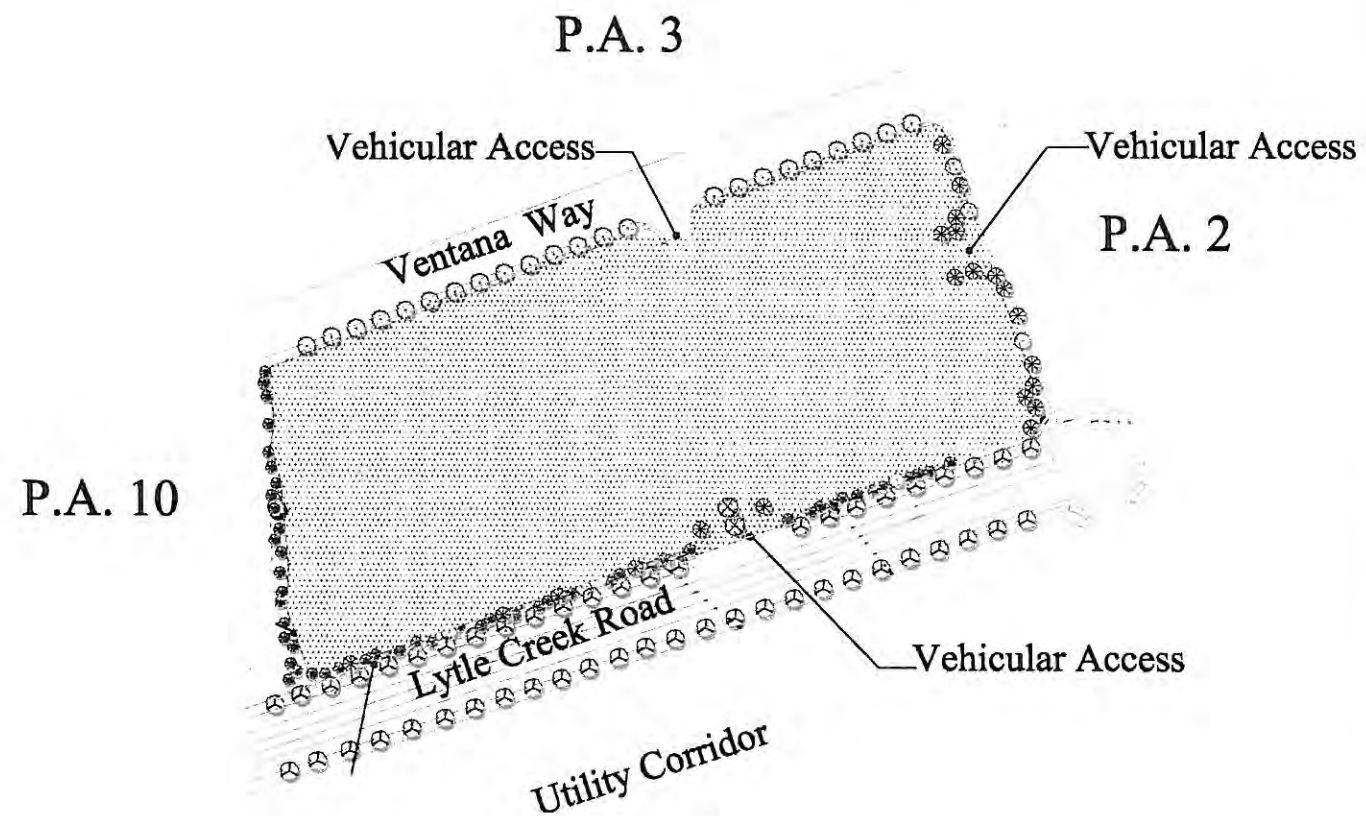 P.A. 3
Vehicular Access
Vehicular Access
Ventana Way
P.A. 2
P.A. 10
Lytle Creek Road
Vehicular Access
Utility Corridor